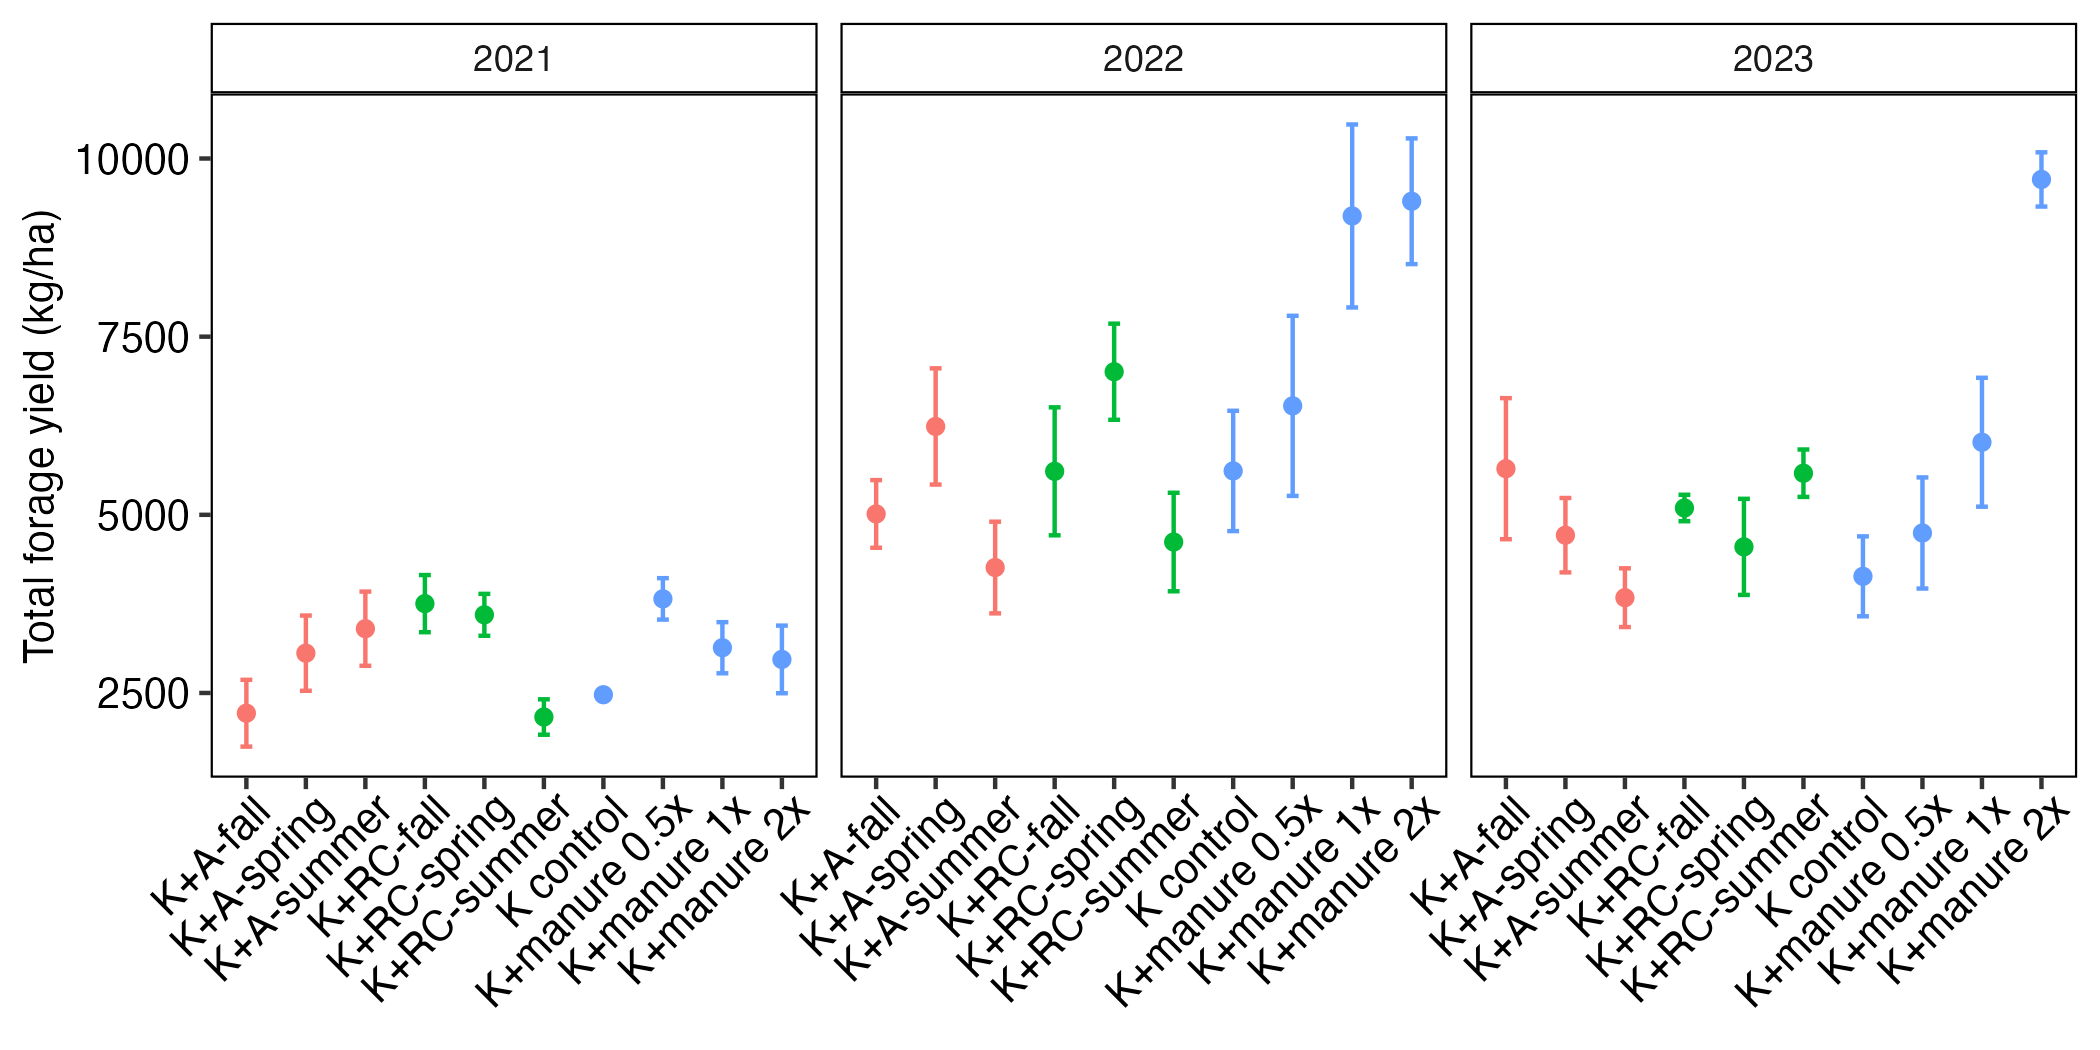 2021
2022
2023
Total forage yield (kg/ha)
10000
7500
5000
2500
K+A-fall
K+A-spring
K+A-summer
K+RC-fall
K+RC-spring
K+RC-summer
K control
K+manure 0.5x
K+manure 1x
K+manure 2x
K+A-fall
K+A-spring
K+A-summer
K+RC-fall
K+RC-spring
K+RC-summer
K control
K+manure 0.5x
K+manure 1x
K+manure 2x
K+A-fall
K+A-spring
K+A-summer
K+RC-fall
K+RC-spring
K+RC-summer
K control
K+manure 0.5x
K+manure 1x
K+manure 2x